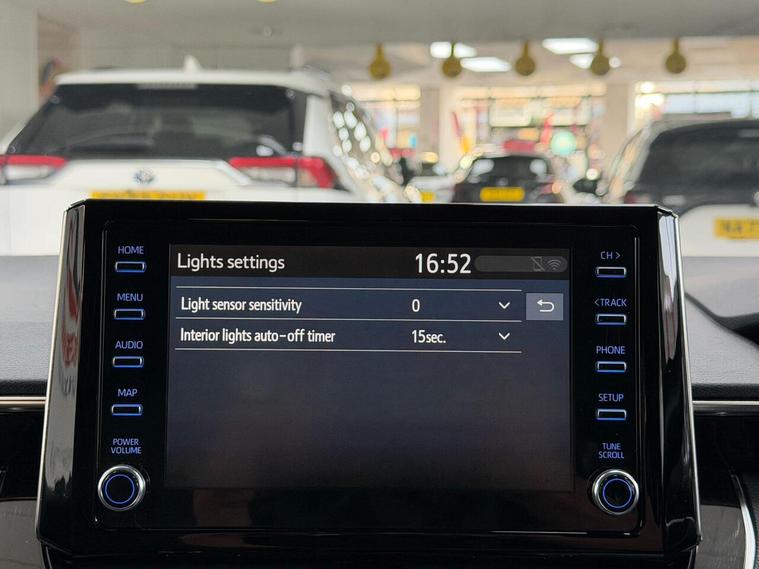 HOME
MENU
AUDIO
MAP
POWER
VOLUME
Lights settings 16:52
Light sensor sensitivity 0
Interior lights auto-off timer 15sec.
CH >
<TRACK
PHONE
SETUP
TUNE
SCROLL